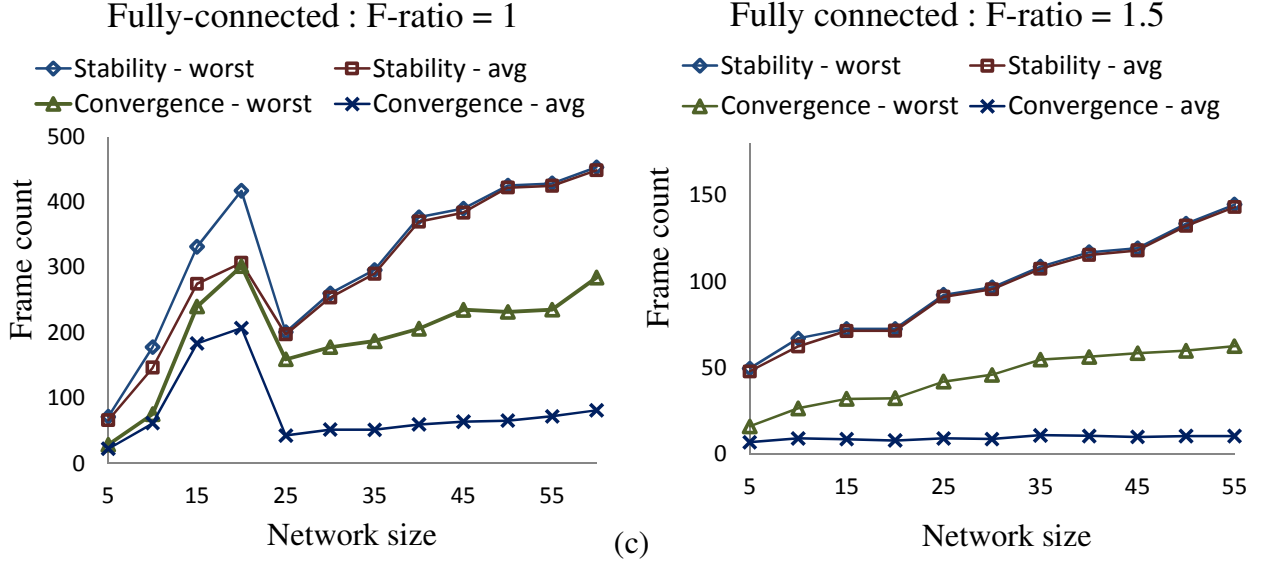 Fully-connected : F-ratio = 1
Stability - worst
Stability - avg
Convergence - worst
Convergence - avg
Frame count
500
400
300
200
100
0
5
15
25
35
45
55
Network size
(c)
Fully connected : F-ratio = 1.5
Stability - worst
Stability - avg
Convergence - worst
Convergence - avg
Frame count
150
100
50
0
5
15
25
35
45
55
Network size